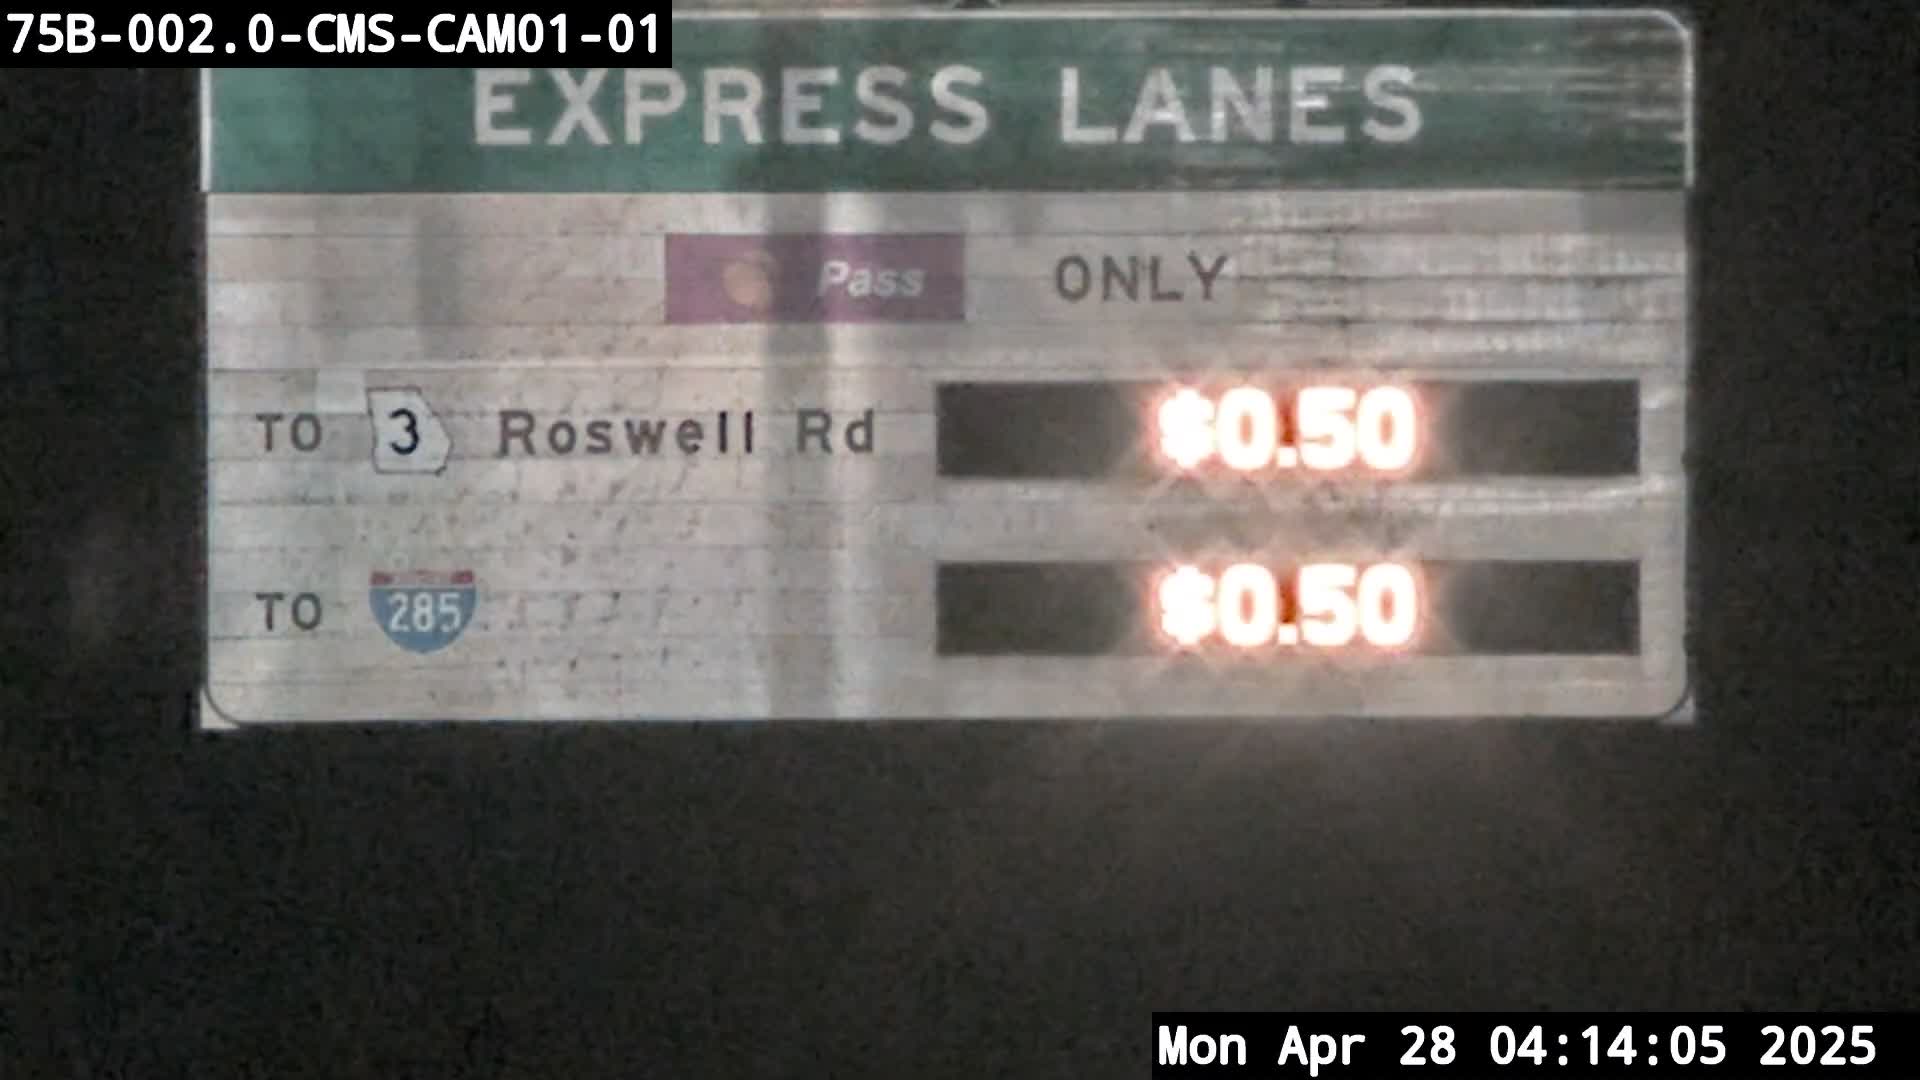 75B-002.0-CMS-CAM01-01
EXPRESS LANES
Pass ONLY
TO 3 Roswell Rd $0.50
TO 285 $0.50
Mon Apr 28 04:14:05 2025